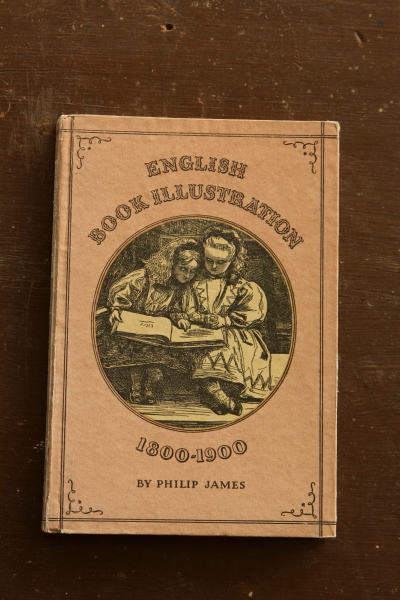 ENGLISH
BOOK ILLUSTRATION
1800-1900
BY PHILIP JAMES